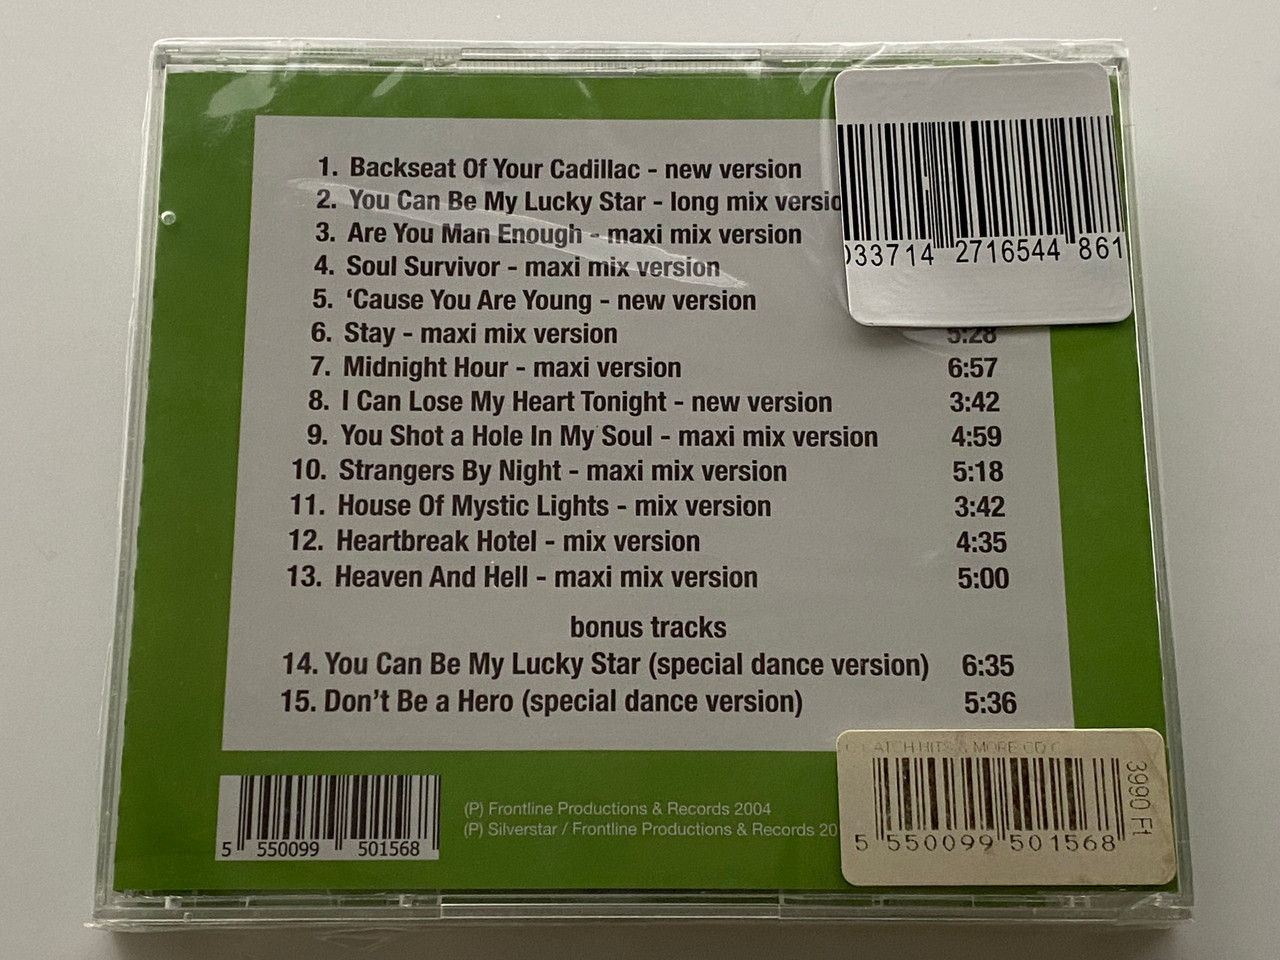 1. Backseat Of Your Cadillac - new version
2. You Can Be My Lucky Star - long mix
3. Are You Man Enough - maxi mix version
4. Soul Survivor - maxi mix version
5. ‘Cause You Are Young - new version
6. Stay - maxi mix version 5:28
7. Midnight Hour - maxi version 6:57
8. I Can Lose My Heart Tonight - new version 3:42
9. You Shot a Hole In My Soul - maxi mix version 4:59
10. Strangers By Night - maxi mix version 5:18
11. House Of Mystic Lights - mix version 3:42
12. Heartbreak Hotel - mix version 4:35
13. Heaven And Hell - maxi mix version 5:00
bonus tracks
14. You Can Be My Lucky Star (special dance version) 6:35
15. Don’t Be a Hero (special dance version) 5:36
33714 2716544 861
5 550099 501568
(P) Frontline Productions & Records 2004
(P) Silverstar / Frontline Productions & Records 20
HITS & MORE CD
3990 Ft
5 550099 501568